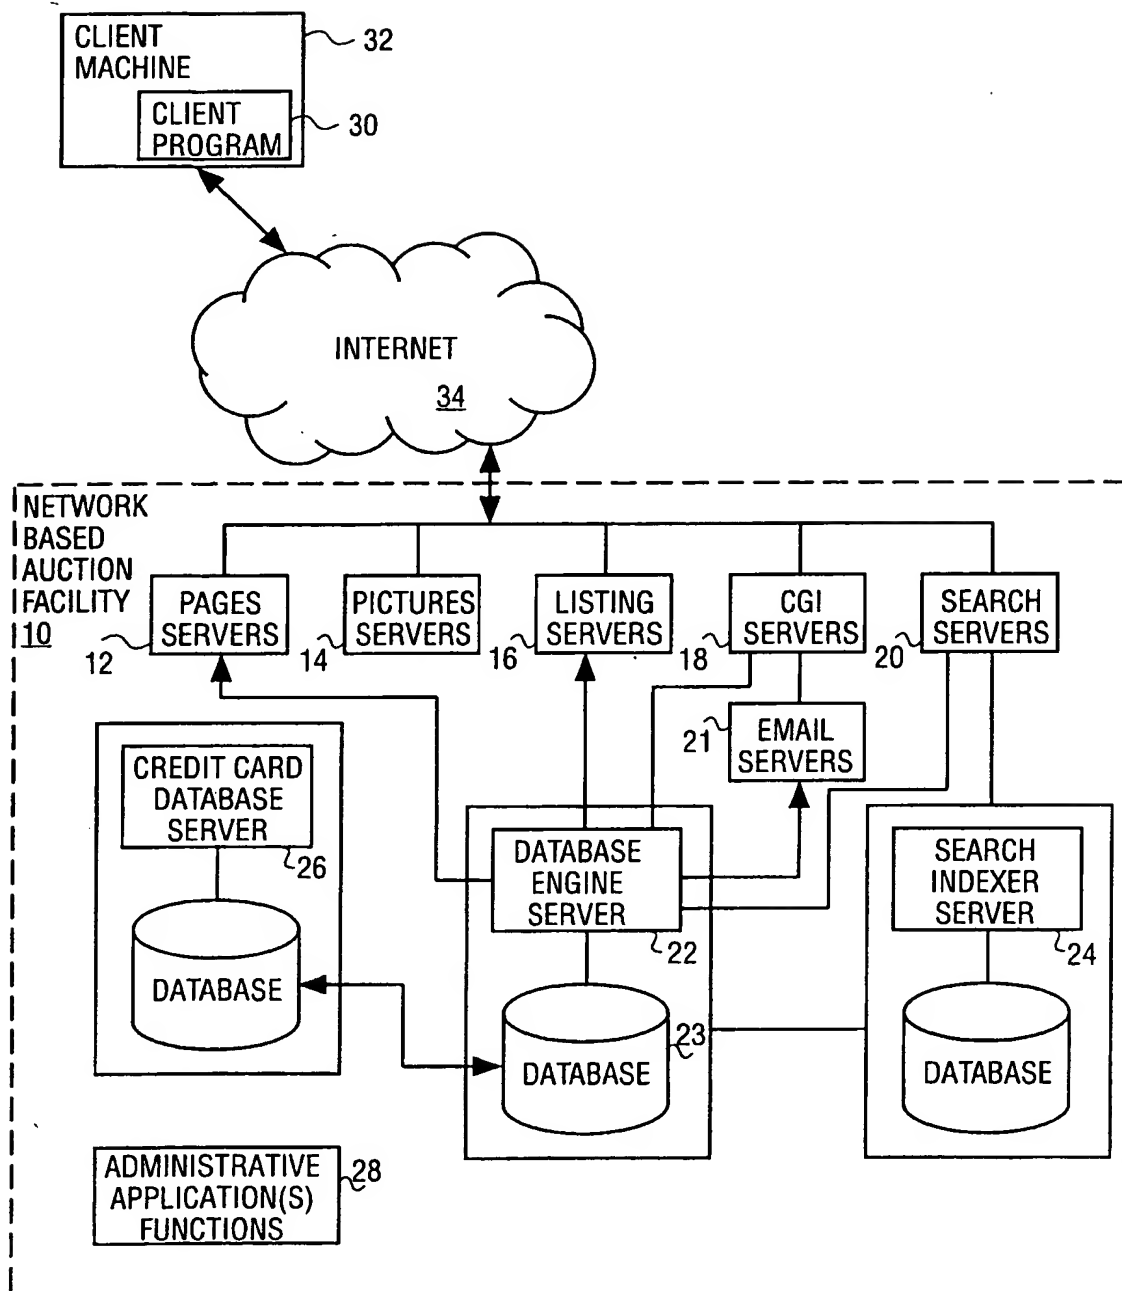 CLIENT
MACHINE
32
CLIENT
PROGRAM
30
INTERNET
34
NETWORK
BASED
AUCTION
FACILITY
10
PAGES
SERVERS
12
PICTURES
SERVERS
14
LISTING
SERVERS
16
CGI
SERVERS
18
SEARCH
SERVERS
20
EMAIL
SERVERS
21
CREDIT CARD
DATABASE
SERVER
26
DATABASE
DATABASE
ENGINE
SERVER
22
DATABASE
23
SEARCH
INDEXER
SERVER
24
DATABASE
ADMINISTRATIVE
APPLICATION(S)
FUNCTIONS
28